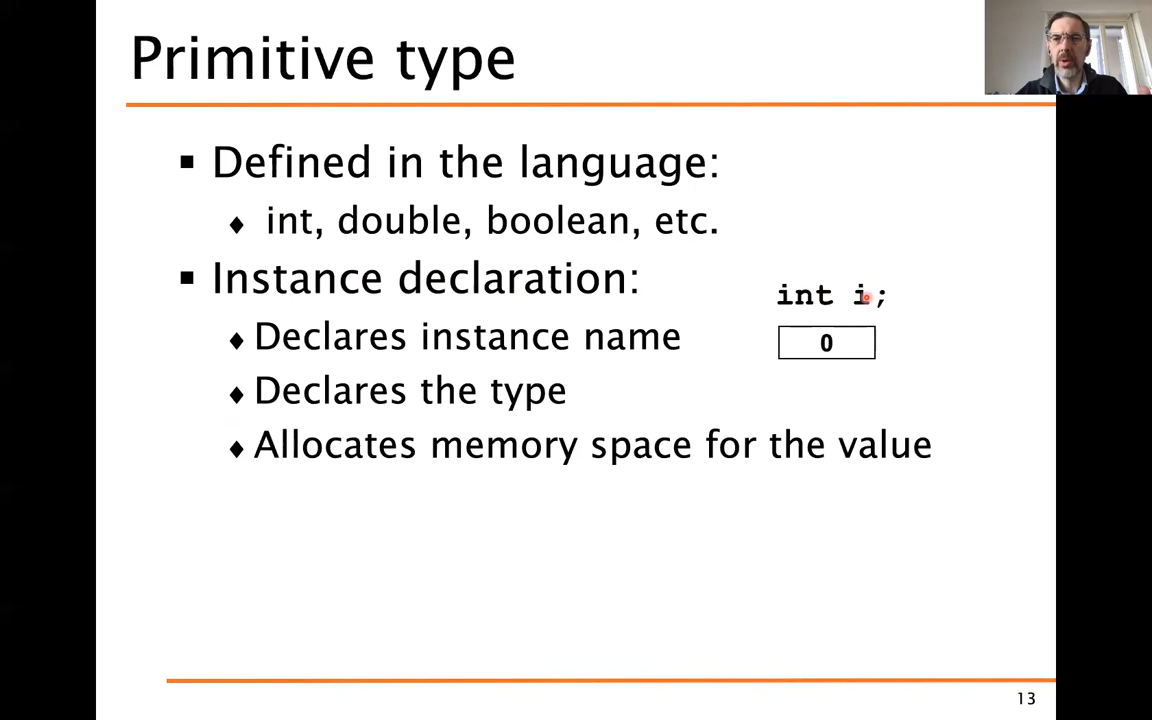 Primitive type
▪ Defined in the language:
♦ int, double, boolean, etc.
▪ Instance declaration:
int i;
♦ Declares instance name
0
♦ Declares the type
♦ Allocates memory space for the value
13